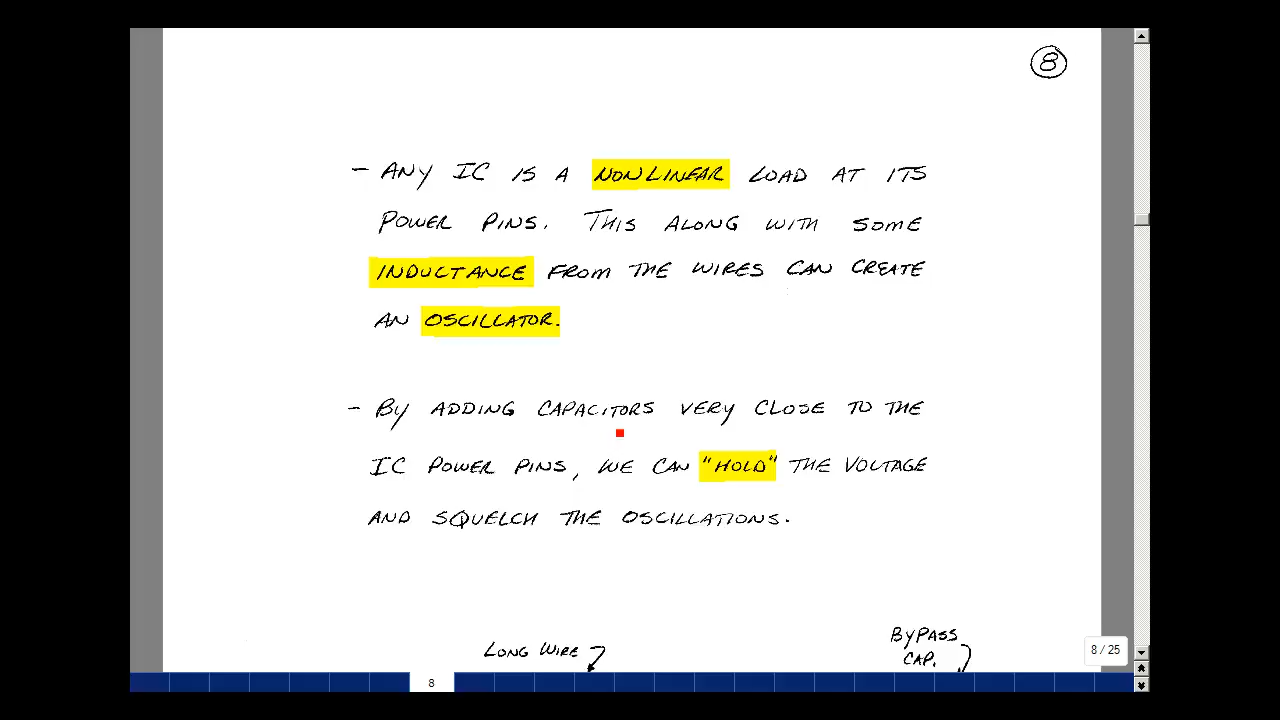 8
- ANY IC IS A NONLINEAR LOAD AT ITS
POWER PINS. THIS ALONG WITH SOME
INDUCTANCE FROM THE WIRES CAN CREATE
AN OSCILLATOR.
- BY ADDING CAPACITORS VERY CLOSE TO THE
IC POWER PINS, WE CAN "HOLD" THE VOLTAGE
AND SQUELCH THE OSCILLATIONS.
LONG WIRE
BYPASS
CAP.
8 / 25
8